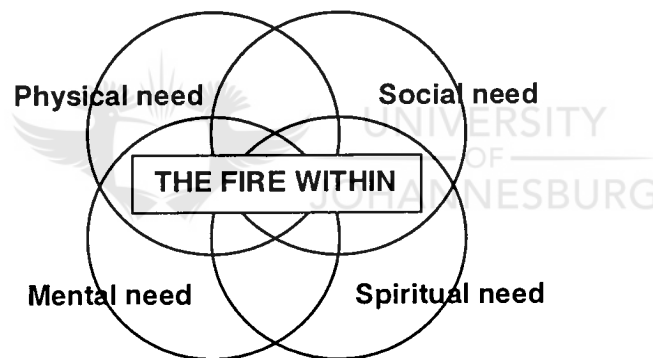 Physical need
Social need
UNIVERSITY
OF
JOHANNESBURG
THE FIRE WITHIN
Mental need
Spiritual need